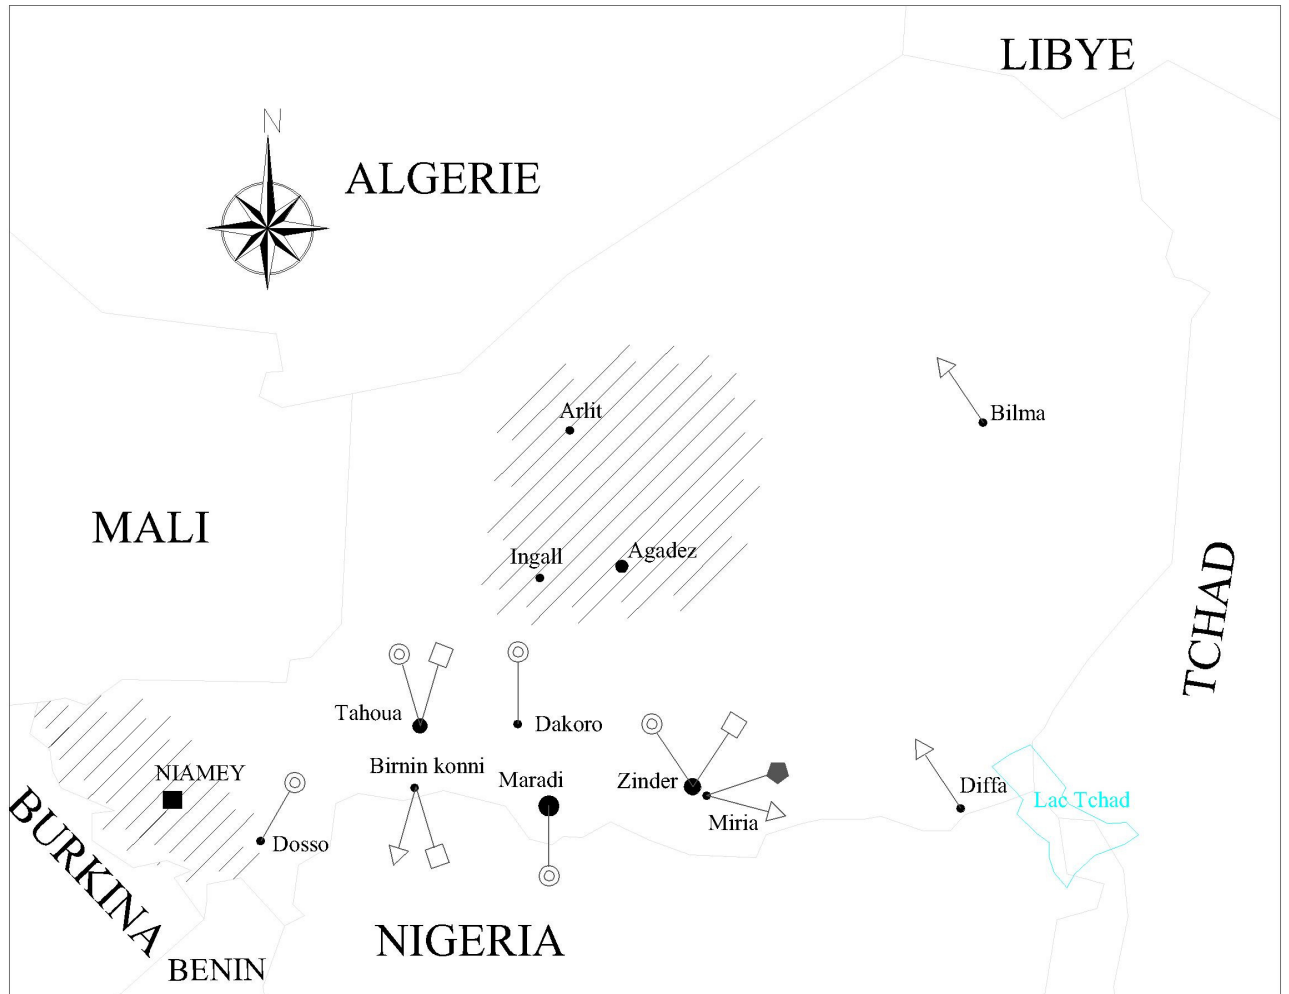 LIBYE
N
ALGERIE
Arlit
Bilma
MALI
Ingall
Agadez
TCHAD
Tahoua
Dakoro
Birnin konni
Maradi
Zinder
Miria
Diffa
Lac Tchad
NIAMEY
Dosso
BURKINA
NIGERIA
BENIN